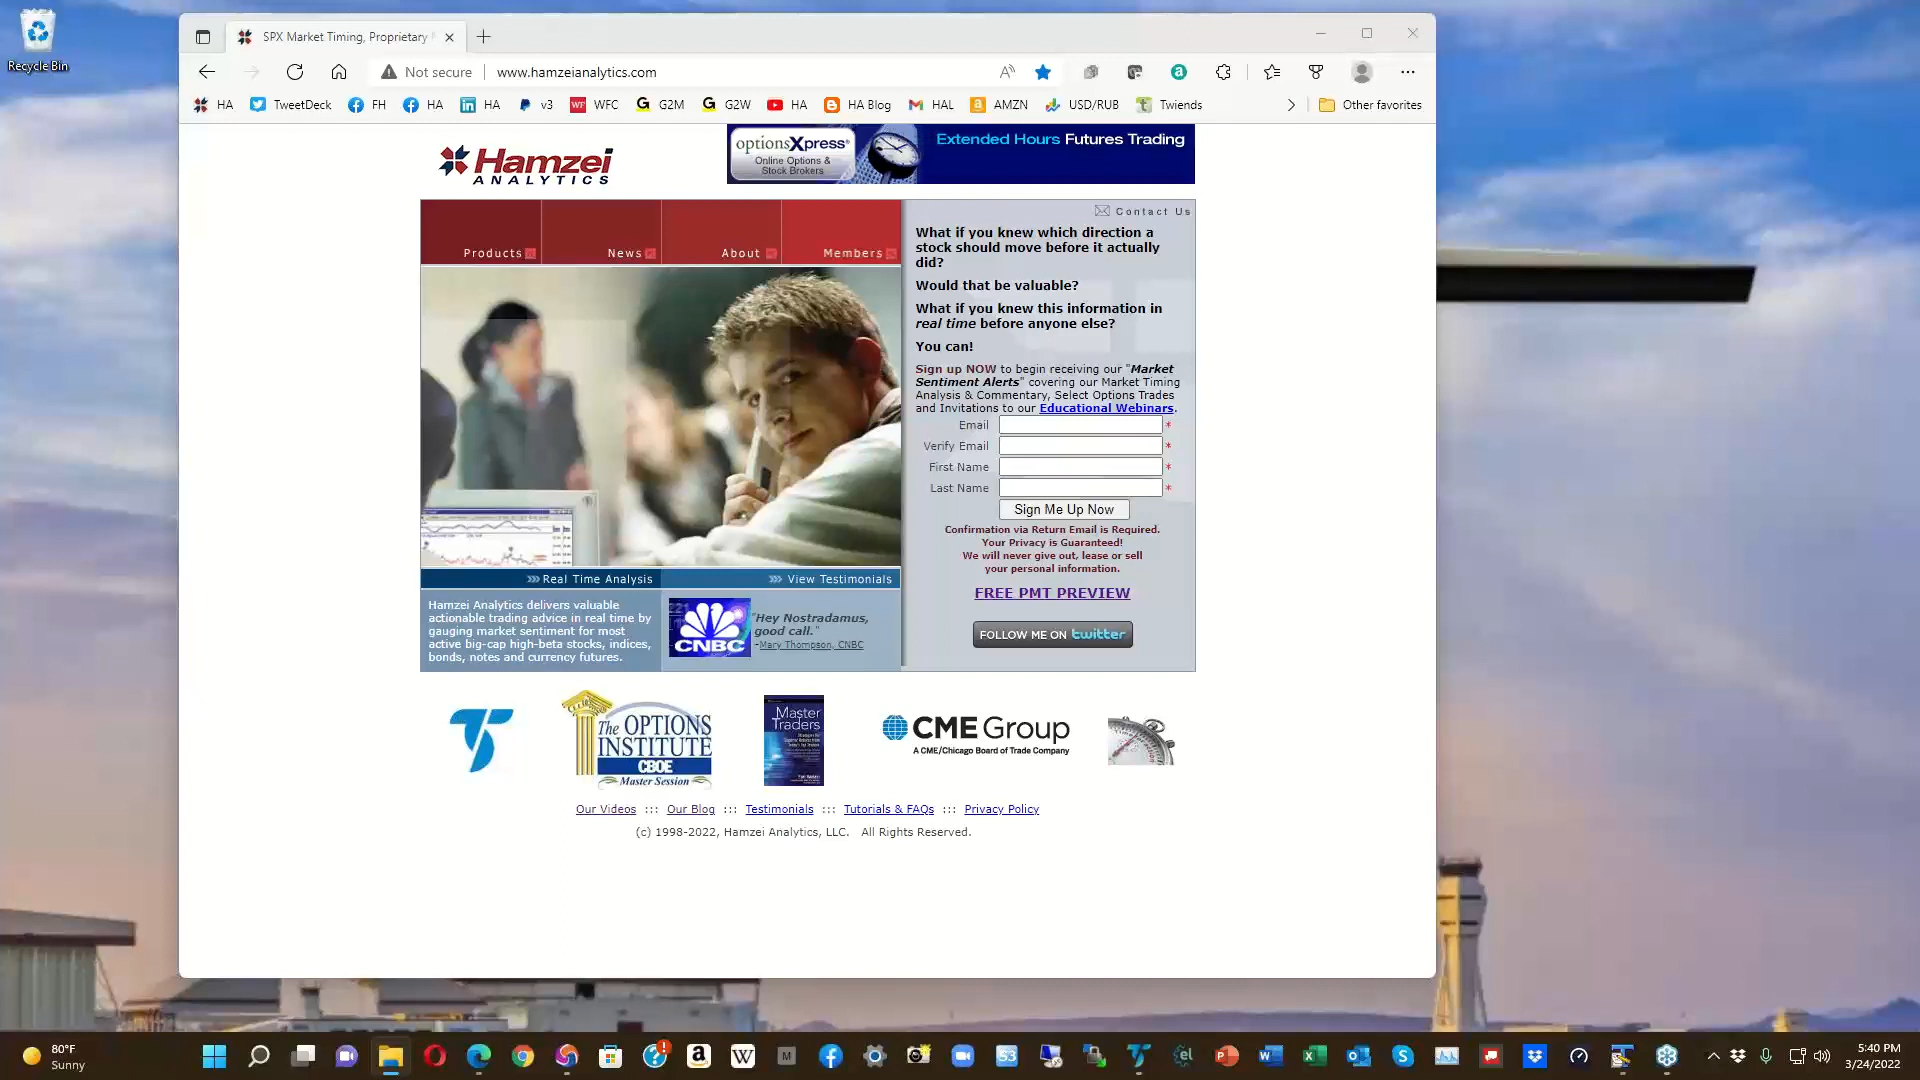 Recycle Bin
SPX Market Timing, Proprietary
Not secure
www.hamzeianalytics.com
HA
TweetDeck
FH
HA
HA
v3
WFC
G2M
G2W
HA
HA Blog
HAL
AMZN
USD/RUB
Twiends
Other favorites
Hamzei
ANALYTICS
optionsXpress®
Online Options &
Stock Brokers
Extended Hours Futures Trading
Products
News
About
Members
Contact Us
What if you knew which direction a
stock should move before it actually
did?
Would that be valuable?
What if you knew this information in
real time before anyone else?
You can!
Sign up NOW to begin receiving our "Market
Sentiment Alerts" covering our Market Timing
Analysis & Commentary, Select Options Trades
and Invitations to our Educational Webinars.
Email *
Verify Email *
First Name *
Last Name *
Sign Me Up Now
Confirmation via Return Email is Required.
Your Privacy is Guaranteed!
We will never give out, lease or sell
your personal information.
FREE PMT PREVIEW
FOLLOW ME ON twitter
Real Time Analysis
View Testimonials
Hamzei Analytics delivers valuable
actionable trading advice in real time by
gauging market sentiment for most
active big-cap high-beta stocks, indices,
bonds, notes and currency futures.
CNBC
"Hey Nostradamus,
good call."
-Mary Thompson, CNBC
The OPTIONS
INSTITUTE
CBOE
Master Session
Master
Traders
CME Group
A CME/Chicago Board of Trade Company
Our Videos ::: Our Blog ::: Testimonials ::: Tutorials & FAQs ::: Privacy Policy
(c) 1998-2022, Hamzei Analytics, LLC. All Rights Reserved.
80°F
Sunny
5:40 PM
3/24/2022